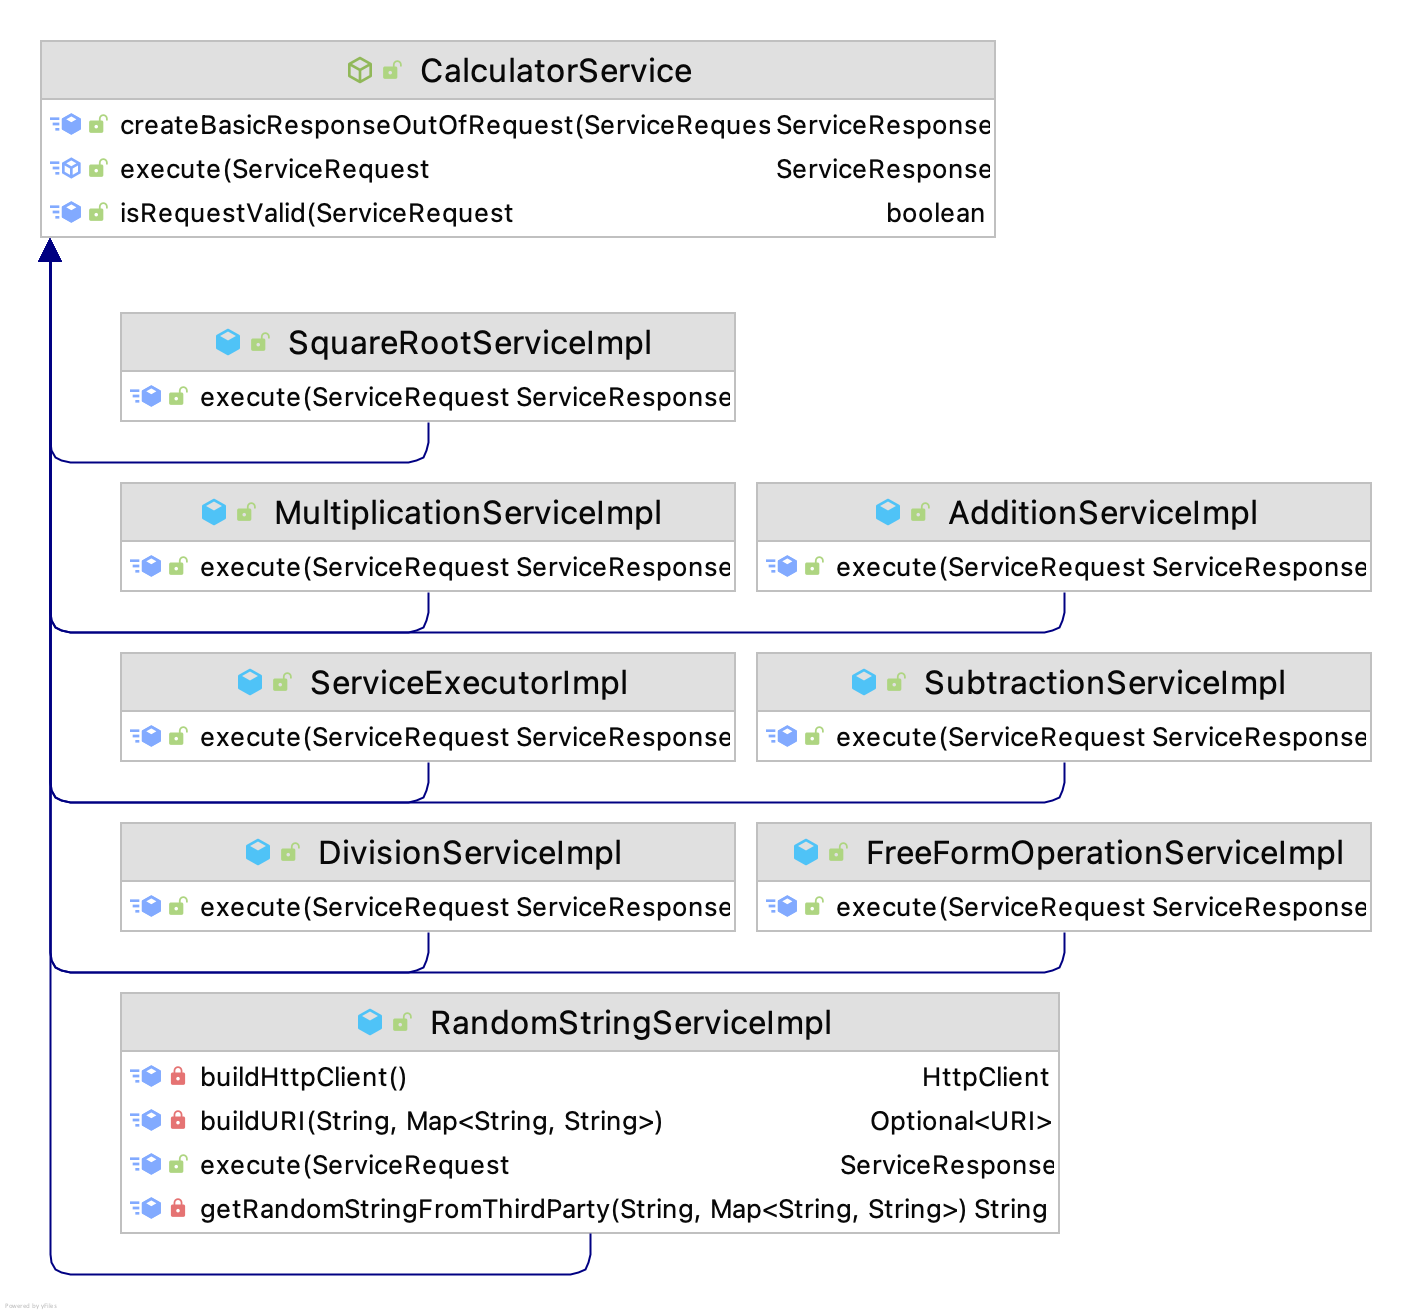 CalculatorService
createBasicResponseOutOfRequest(ServiceReques ServiceResponse
execute(ServiceRequest ServiceResponse
isRequestValid(ServiceRequest boolean
SquareRootServiceImpl
execute(ServiceRequest ServiceResponse
MultiplicationServiceImpl
execute(ServiceRequest ServiceResponse
AdditionServiceImpl
execute(ServiceRequest ServiceResponse
ServiceExecutorImpl
execute(ServiceRequest ServiceResponse
SubtractionServiceImpl
execute(ServiceRequest ServiceResponse
DivisionServiceImpl
execute(ServiceRequest ServiceResponse
FreeFormOperationServiceImpl
execute(ServiceRequest ServiceResponse
RandomStringServiceImpl
buildHttpClient() HttpClient
buildURI(String, Map<String, String>) Optional<URI>
execute(ServiceRequest ServiceResponse
getRandomStringFromThirdParty(String, Map<String, String>) String
Powered by yFiles